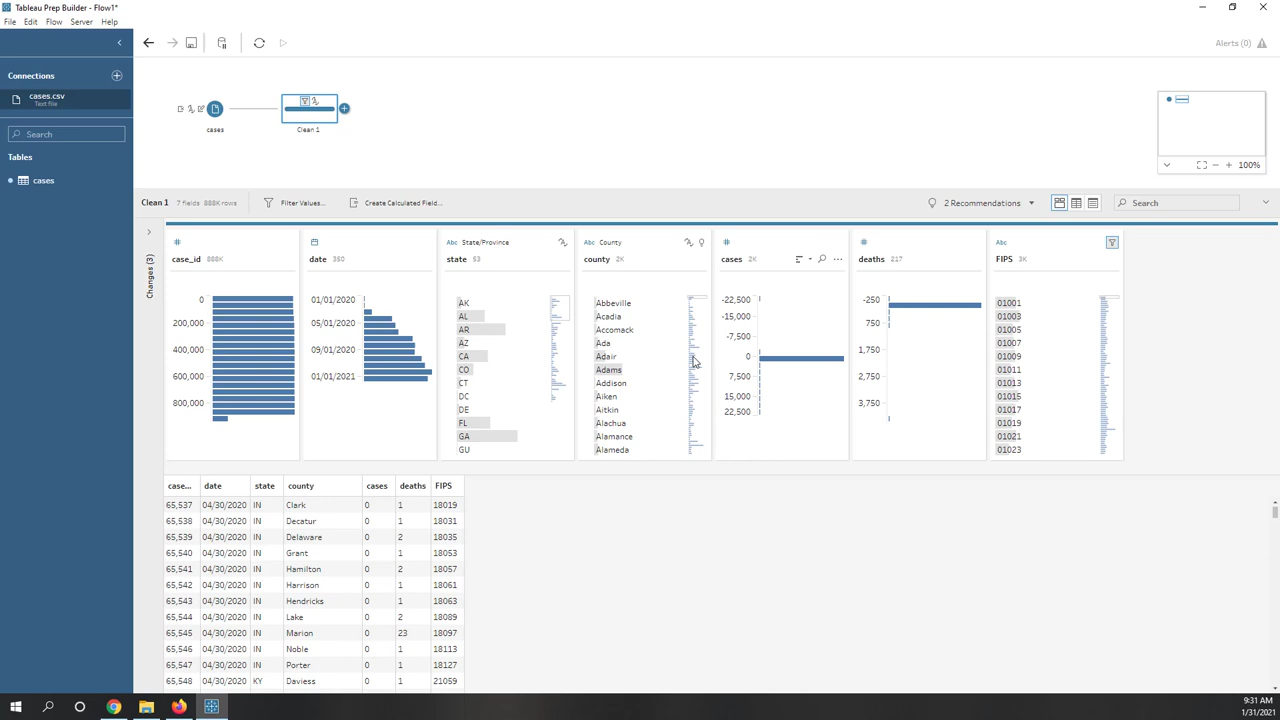 Tableau Prep Builder - Flow1*
File Edit Flow Server Help
Alerts (0)
Connections
cases.csv
Text file
Search
Tables
cases
cases
Clean 1
100%
Clean 1 7 fields 888K rows Filter Values... Create Calculated Field... 2 Recommendations Search
Changes (3)
case_id 888K
0
200,000
400,000
600,000
800,000
date 350
01/01/2020
05/01/2020
09/01/2020
01/01/2021
Abc State/Province
state 53
AK
AL
AR
AZ
CA
CO
CT
DC
DE
FL
GA
GU
Abc County
county 2K
Abbeville
Acadia
Accomack
Ada
Adair
Adams
Addison
Aiken
Aitkin
Alachua
Alamance
Alameda
cases 2K
-22,500
-15,000
-7,500
0
7,500
15,000
22,500
deaths 217
-250
750
1,750
2,750
3,750
Abc
FIPS 3K
01001
01003
01005
01007
01009
01011
01013
01015
01017
01019
01021
01023
case... date state county cases deaths FIPS
65,537 04/30/2020 IN Clark 0 1 18019
65,538 04/30/2020 IN Decatur 0 1 18031
65,539 04/30/2020 IN Delaware 0 2 18035
65,540 04/30/2020 IN Grant 0 1 18053
65,541 04/30/2020 IN Hamilton 0 2 18057
65,542 04/30/2020 IN Harrison 0 1 18061
65,543 04/30/2020 IN Hendricks 0 1 18063
65,544 04/30/2020 IN Lake 0 2 18089
65,545 04/30/2020 IN Marion 0 23 18097
65,546 04/30/2020 IN Noble 0 1 18113
65,547 04/30/2020 IN Porter 0 1 18127
65,548 04/30/2020 KY Daviess 0 1 21059
9:31 AM
1/31/2021